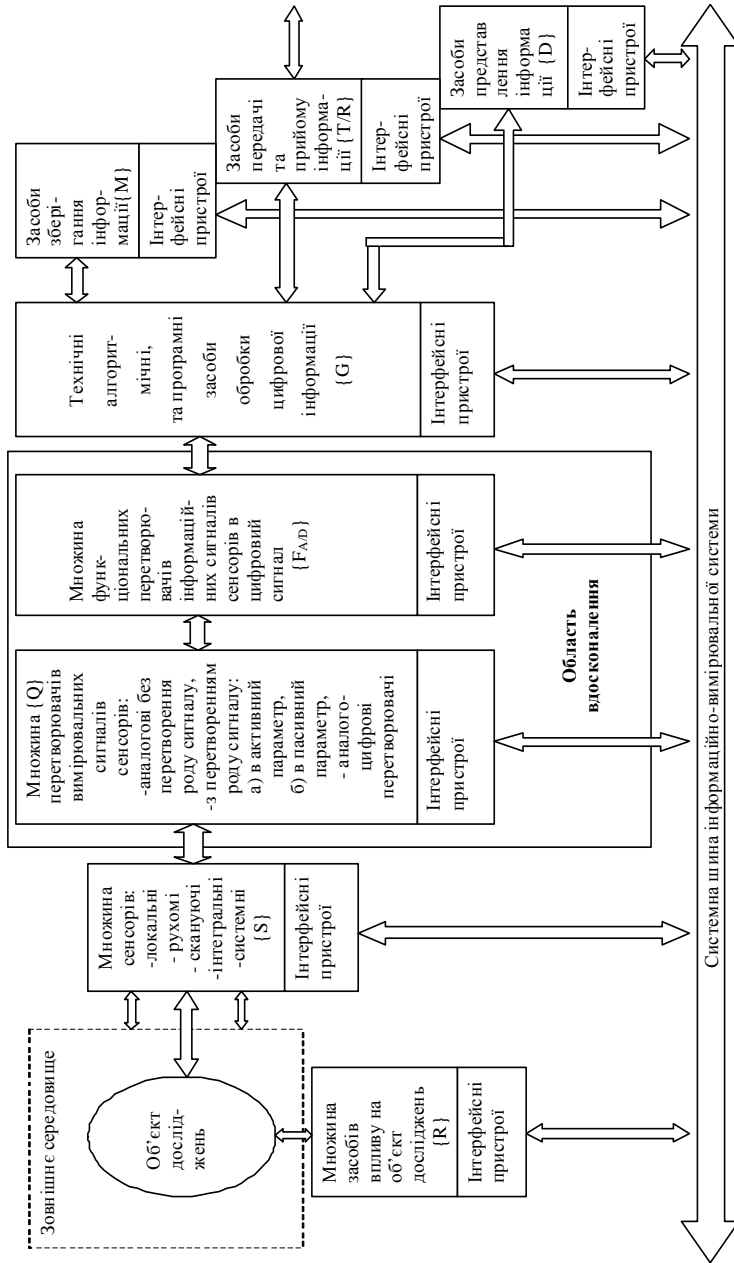 Зовнішнє середовище
Об’єкт
дослід-
жень
Множина
засобів
впливу на
об’єкт
досліджень
{R}
Інтерфейсні
пристрої
Множина
сенсорів:
-локальні
- рухомі
- скануючі
-інтегральні
-системні
{S}
Інтерфейсні
пристрої
Множина {Q}
перетворювачів
вимірювальних
сигналів
сенсорів:
-аналогові без
перетворення
роду сигналу,
-з перетворенням
роду сигналу:
а) в активний
параметр,
б) в пасивний
параметр,
- аналого-
цифрові
перетворювачі
Інтерфейсні
пристрої
Множина
функ-
ціональних
перетворю-
вачів
інформацій-
них сигналів
сенсорів в
цифровий
сигнал
{FA/D}
Інтерфейсні
пристрої
Область
вдосконалення
Технічні
алгорит-
мічні,
та програмні
засоби
обробки
цифрової
інформації
{G}
Інтерфейсні
пристрої
Засоби
збері-
гання
інфор-
мації{M}
Інтер-
фейсні
пристрої
Засоби
передачі
та
прийому
інформа-
ції {T/R}
Інтер-
фейсні
пристрої
Засоби
представ
лення
інформа
ції {D}
Інтер-
фейсні
пристрої
Системна шина інформаційно-вимірювальної системи